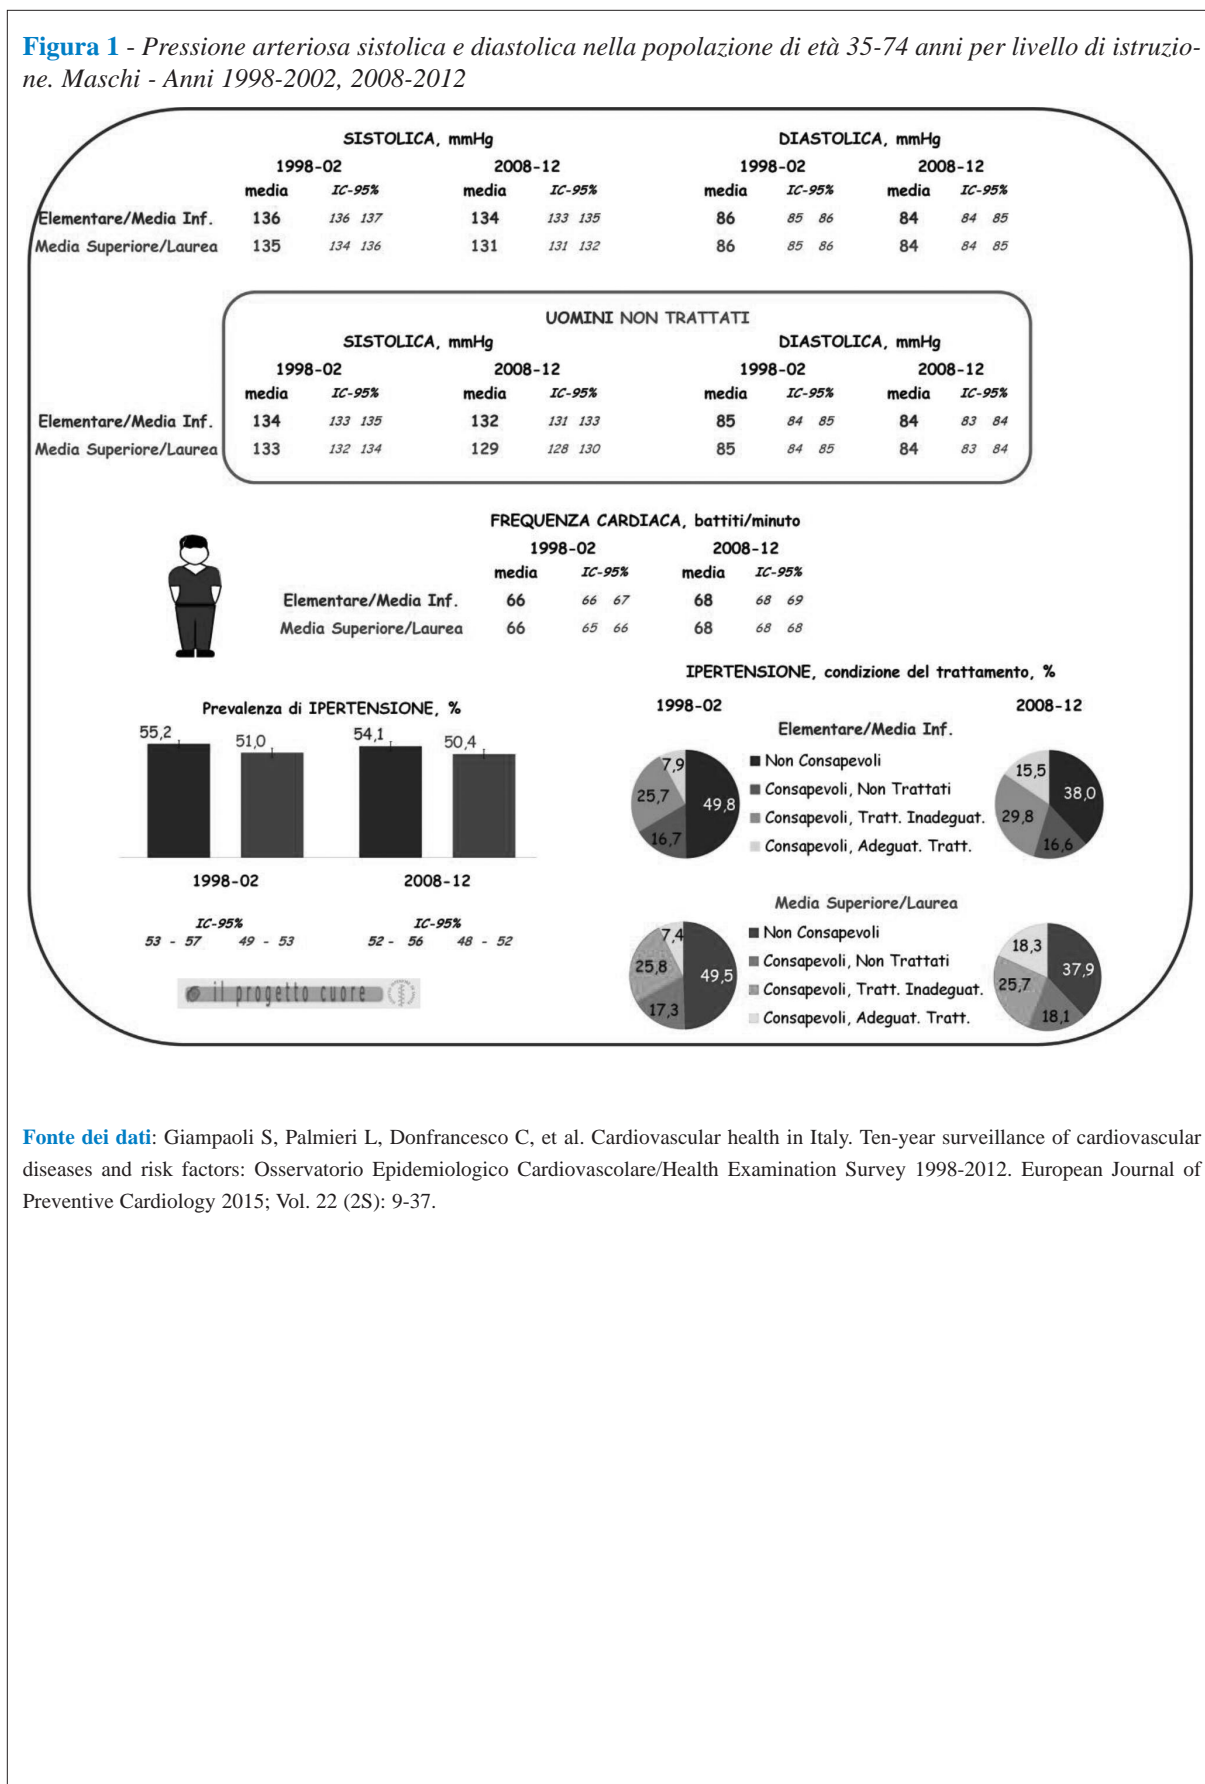 Figura 1 - Pressione arteriosa sistolica e diastolica nella popolazione di età 35-74 anni per livello di istruzio-
ne. Maschi - Anni 1998-2002, 2008-2012
SISTOLICA, mmHg DIASTOLICA, mmHg
1998-02 2008-12 1998-02 2008-12
media IC-95% media IC-95% media IC-95% media IC-95%
Elementare/Media Inf. 136 136 137 134 133 135 86 85 86 84 84 85
Media Superiore/Laurea 135 134 136 131 131 132 86 85 86 84 84 85
UOMINI NON TRATTATI
SISTOLICA, mmHg DIASTOLICA, mmHg
1998-02 2008-12 1998-02 2008-12
media IC-95% media IC-95% media IC-95% media IC-95%
Elementare/Media Inf. 134 133 135 132 131 133 85 84 85 84 83 84
Media Superiore/Laurea 133 132 134 129 128 130 85 84 85 84 83 84
FREQUENZA CARDIACA, battiti/minuto
1998-02 2008-12
media IC-95% media IC-95%
Elementare/Media Inf. 66 66 67 68 68 69
Media Superiore/Laurea 66 65 66 68 68 68
Prevalenza di IPERTENSIONE, %
55,2 51,0 54,1 50,4
1998-02 2008-12
IC-95% IC-95%
53 - 57 49 - 53 52 - 56 48 - 52
il progetto cuore
IPERTENSIONE, condizione del trattamento, %
1998-02 2008-12
Elementare/Media Inf.
7,9 49,8 16,7 25,7
Non Consapevoli
Consapevoli, Non Trattati
Consapevoli, Tratt. Inadeguat.
Consapevoli, Adeguat. Tratt.
15,5 38,0 16,6 29,8
Media Superiore/Laurea
7,4 49,5 17,3 25,8
Non Consapevoli
Consapevoli, Non Trattati
Consapevoli, Tratt. Inadeguat.
Consapevoli, Adeguat. Tratt.
18,3 37,9 18,1 25,7
Fonte dei dati: Giampaoli S, Palmieri L, Donfrancesco C, et al. Cardiovascular health in Italy. Ten-year surveillance of cardiovascular
diseases and risk factors: Osservatorio Epidemiologico Cardiovascolare/Health Examination Survey 1998-2012. European Journal of
Preventive Cardiology 2015; Vol. 22 (2S): 9-37.